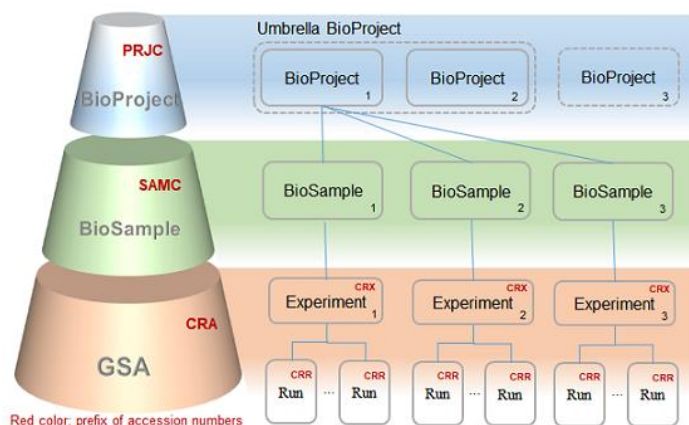 Umbrella BioProject
PRJC
BioProject
BioProject
1
BioProject
2
BioProject
3
SAMC
BioSample
BioSample
1
BioSample
2
BioSample
3
CRA
GSA
CRX
Experiment
1
CRX
Experiment
2
CRX
Experiment
3
CRR
Run
...
CRR
Run
CRR
Run
...
CRR
Run
CRR
Run
...
CRR
Run
Red color: prefix of accession numbers